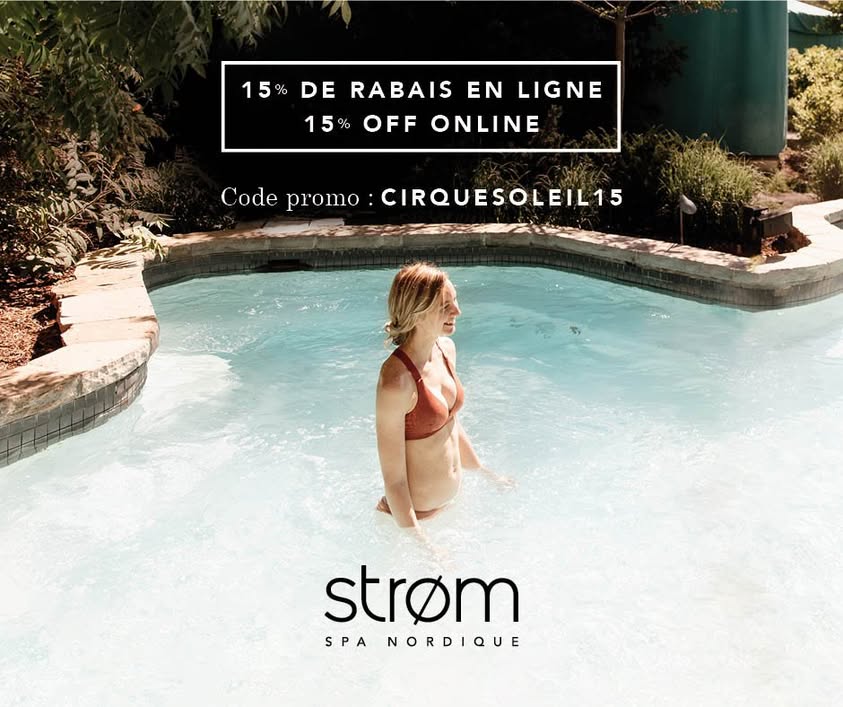 15% DE RABAIS EN LIGNE
15% OFF ONLINE
Code promo : CIRQUESOLEIL15
strøm
SPA NORDIQUE